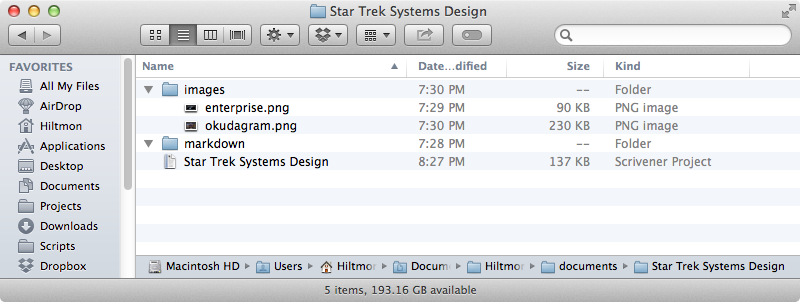 Star Trek Systems Design
Name Date...dified Size Kind
FAVORITES
All My Files
AirDrop
Hiltmon
Applications
Desktop
Documents
Projects
Downloads
Scripts
Dropbox
images 7:30 PM -- Folder
enterprise.png 7:29 PM 90 KB PNG image
okudagram.png 7:30 PM 230 KB PNG image
markdown 7:28 PM -- Folder
Star Trek Systems Design 8:27 PM 137 KB Scrivener Project
Macintosh HD Users Hiltmor Docum Hiltmor documents Star Trek Systems Design
5 items, 193.16 GB available